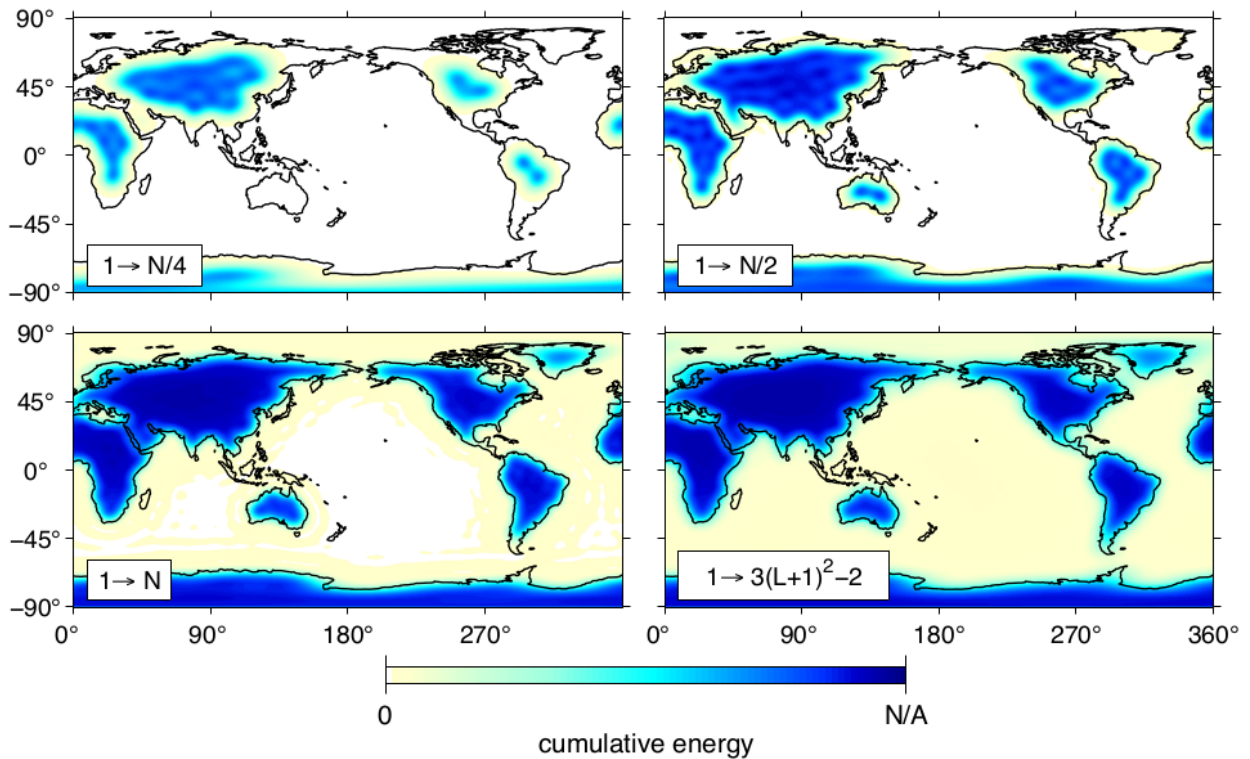 90°
45°
0°
−45°
−90°
1→ N/4
1→ N/2
90°
45°
0°
−45°
−90°
1→ N
1→ 3(L+1)²−2
0° 90° 180° 270° 0° 90° 180° 270° 360°
0 N/A
cumulative energy